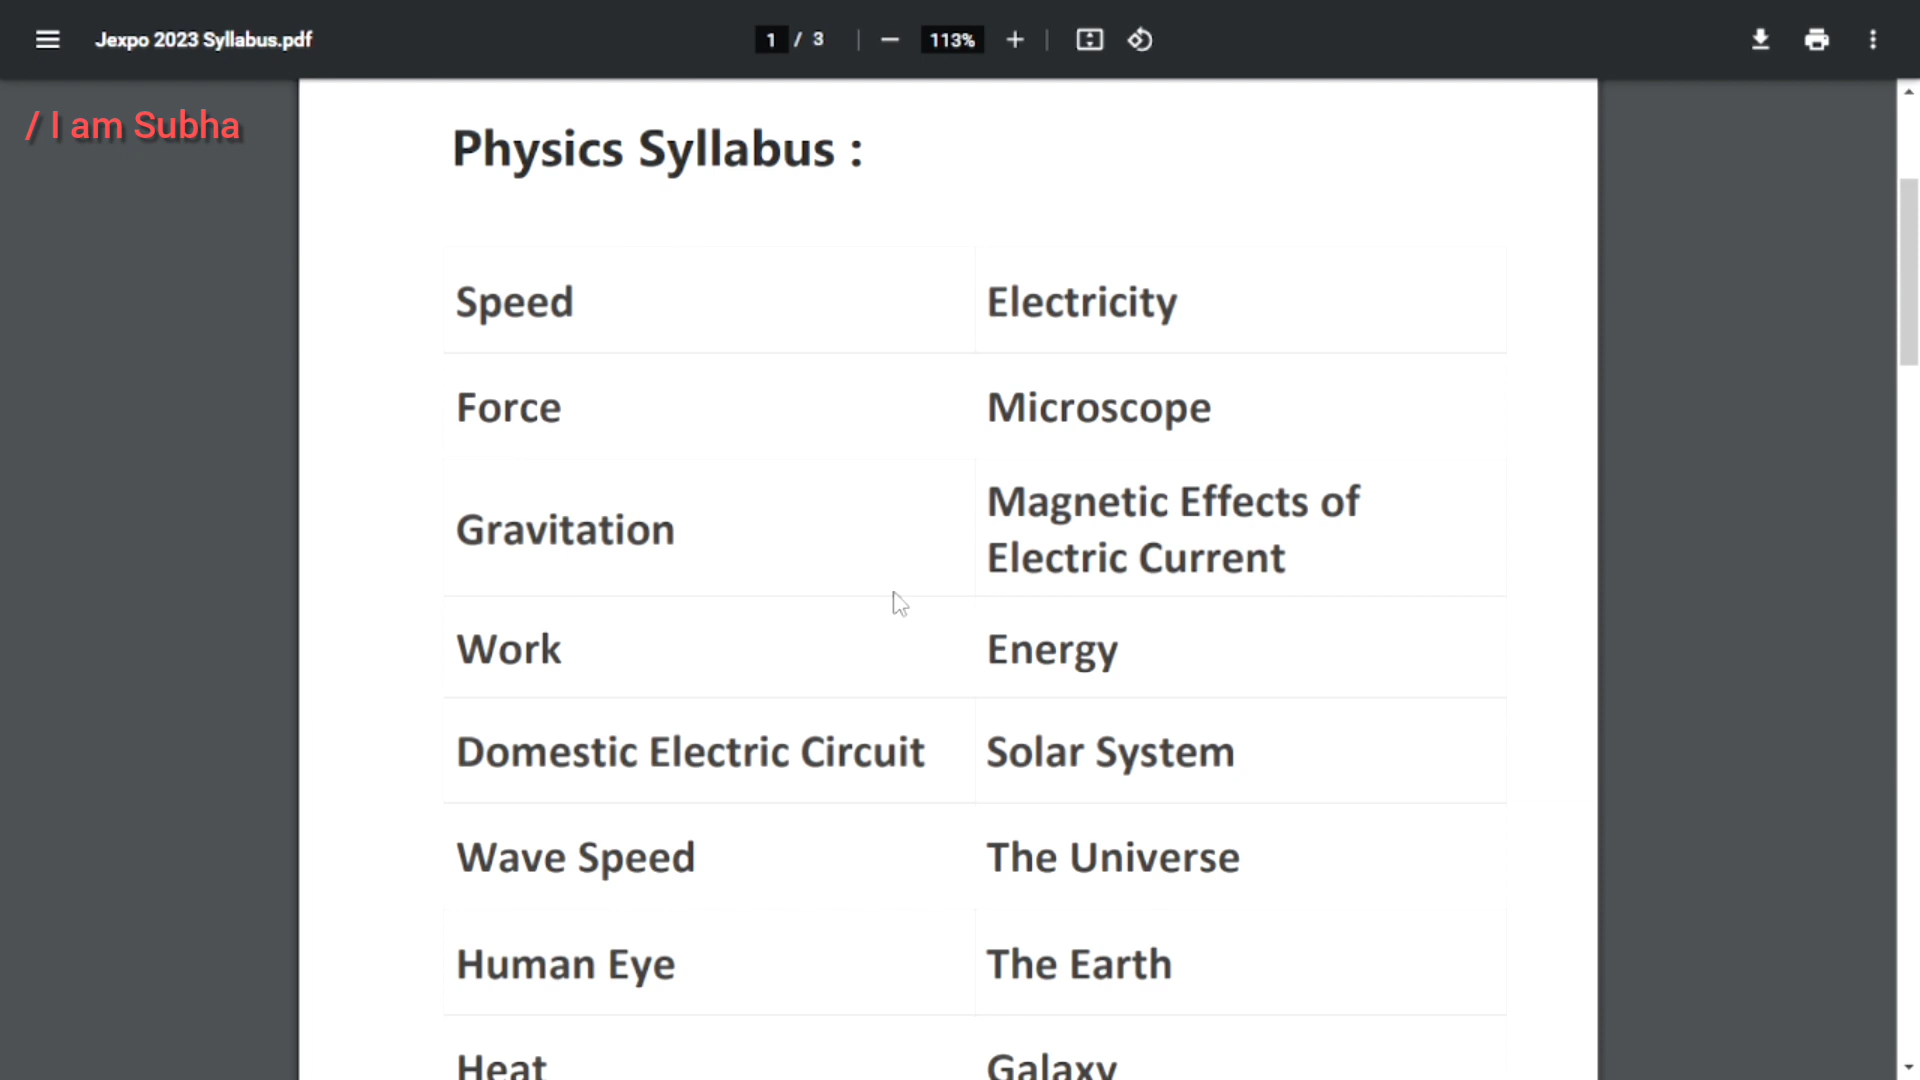 Jexpo 2023 Syllabus.pdf
1 / 3
113%
/ I am Subha
Physics Syllabus :
Speed Electricity
Force Microscope
Gravitation Magnetic Effects of
Electric Current
Work Energy
Domestic Electric Circuit Solar System
Wave Speed The Universe
Human Eye The Earth
Heat Galaxy